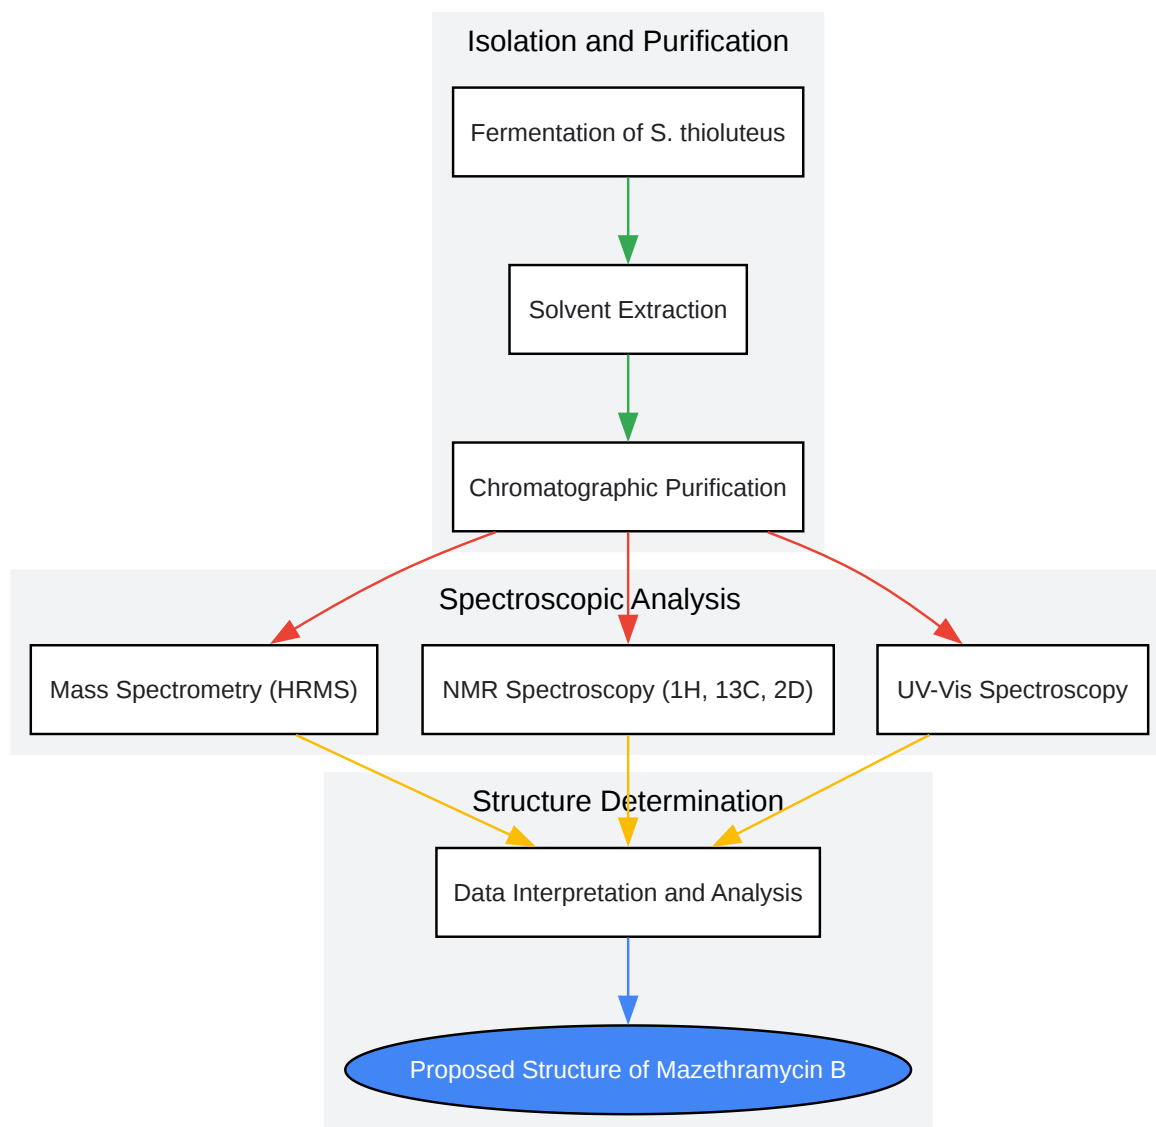 Isolation and Purification
Fermentation of S. thioluteus
Solvent Extraction
Chromatographic Purification
Spectroscopic Analysis
Mass Spectrometry (HRMS)
NMR Spectroscopy (1H, 13C, 2D)
UV-Vis Spectroscopy
Structure Determination
Data Interpretation and Analysis
Proposed Structure of Mazethramycin B